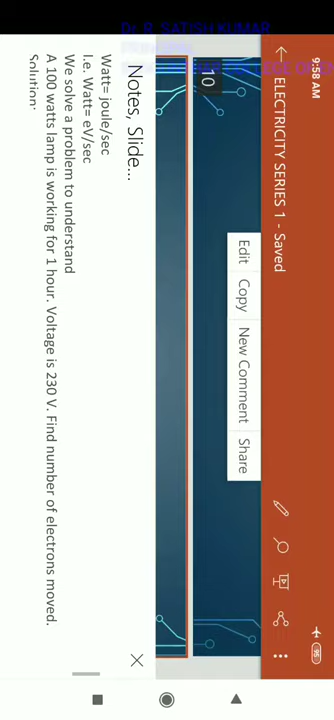 Dr. R. SATISH KUMAR
9:58 AM
95
ELECTRICITY SERIES 1 - Saved
Edit
Copy
New Comment
Share
10
Notes, Slide...
Watt= joule/sec
I.e. Watt= eV/sec
We solve a problem to understand
A 100 watts lamp is working for 1 hour. Voltage is 230 V. Find number of electrons moved.
Solution: